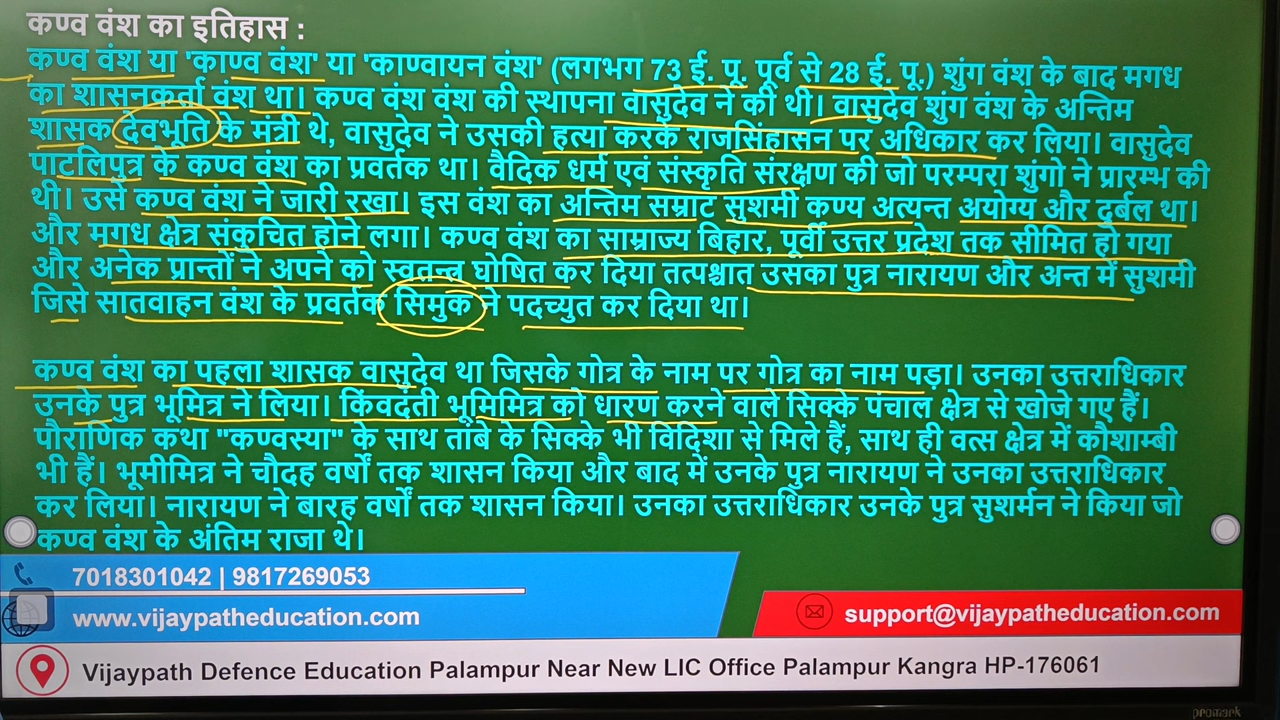 कण्व वंश का इतिहास :
कण्व वंश या 'काण्व वंश' या 'काण्वायन वंश' (लगभग 73 ई. पू. पूर्व से 28 ई. पू.) शुंग वंश के बाद मगध
का शासनकर्ता वंश था। कण्व वंश वंश की स्थापना वासुदेव ने की थी। वासुदेव शुंग वंश के अन्तिम
शासक देवभूति के मंत्री थे, वासुदेव ने उसकी हत्या करके राजसिंहासन पर अधिकार कर लिया। वासुदेव
पाटलिपुत्र के कण्व वंश का प्रवर्तक था। वैदिक धर्म एवं संस्कृति संरक्षण की जो परम्परा शुंगो ने प्रारम्भ की
थी। उसे कण्व वंश ने जारी रखा। इस वंश का अन्तिम सम्राट सुशमी कण्य अत्यन्त अयोग्य और दुर्बल था।
और मगध क्षेत्र संकुचित होने लगा। कण्व वंश का साम्राज्य बिहार, पूर्वी उत्तर प्रदेश तक सीमित हो गया
और अनेक प्रान्तों ने अपने को स्वतन्त्र घोषित कर दिया तत्पश्चात उसका पुत्र नारायण और अन्त में सुशमी
जिसे सातवाहन वंश के प्रवर्तक सिमुक ने पदच्युत कर दिया था।
कण्व वंश का पहला शासक वासुदेव था जिसके गोत्र के नाम पर गोत्र का नाम पड़ा। उनका उत्तराधिकार
उनके पुत्र भूमित्र ने लिया। किंवदंती भूमिमित्र को धारण करने वाले सिक्के पंचाल क्षेत्र से खोजे गए हैं।
पौराणिक कथा "कण्वस्या" के साथ तांबे के सिक्के भी विदिशा से मिले हैं, साथ ही वत्स क्षेत्र में कौशाम्बी
भी हैं। भूमीमित्र ने चौदह वर्षों तक शासन किया और बाद में उनके पुत्र नारायण ने उनका उत्तराधिकार
कर लिया। नारायण ने बारह वर्षों तक शासन किया। उनका उत्तराधिकार उनके पुत्र सुशर्मन ने किया जो
कण्व वंश के अंतिम राजा थे।
7018301042 | 9817269053
www.vijaypatheducation.com
support@vijaypatheducation.com
Vijaypath Defence Education Palampur Near New LIC Office Palampur Kangra HP-176061
promark